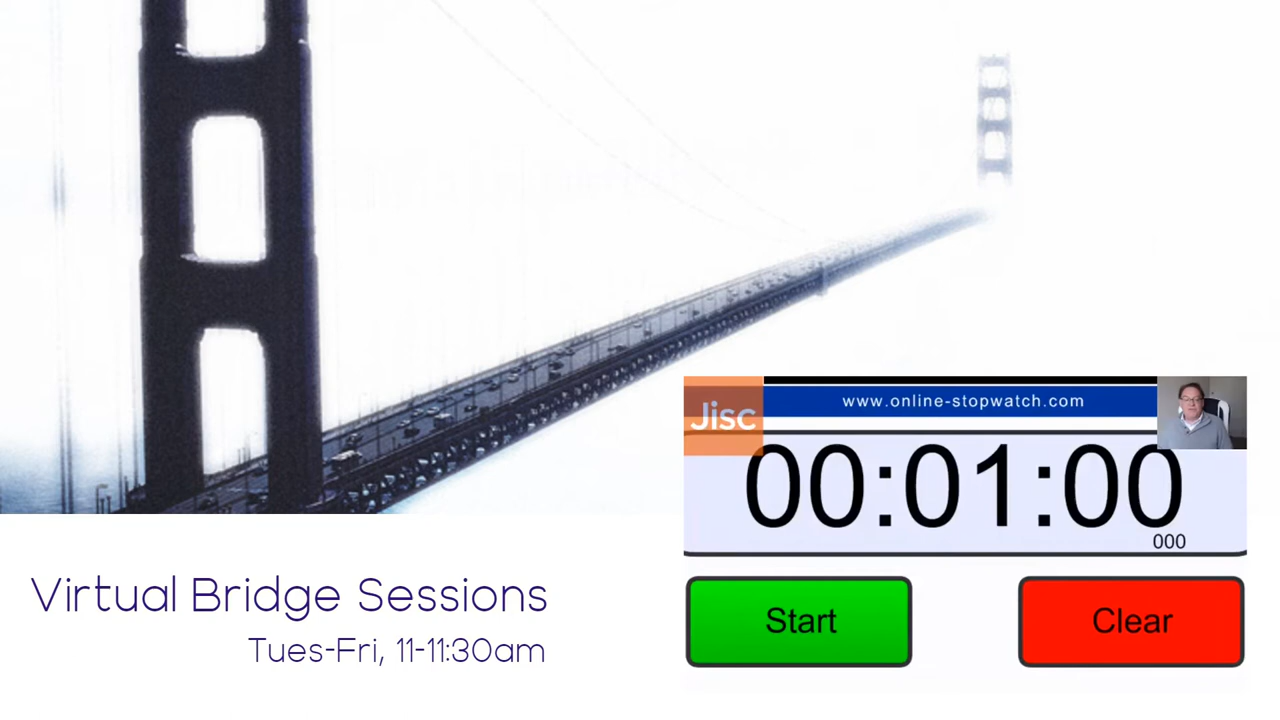 Jisc
www.online-stopwatch.com
00:01:00
000
Start
Clear
Virtual Bridge Sessions
Tues-Fri, 11-11:30am